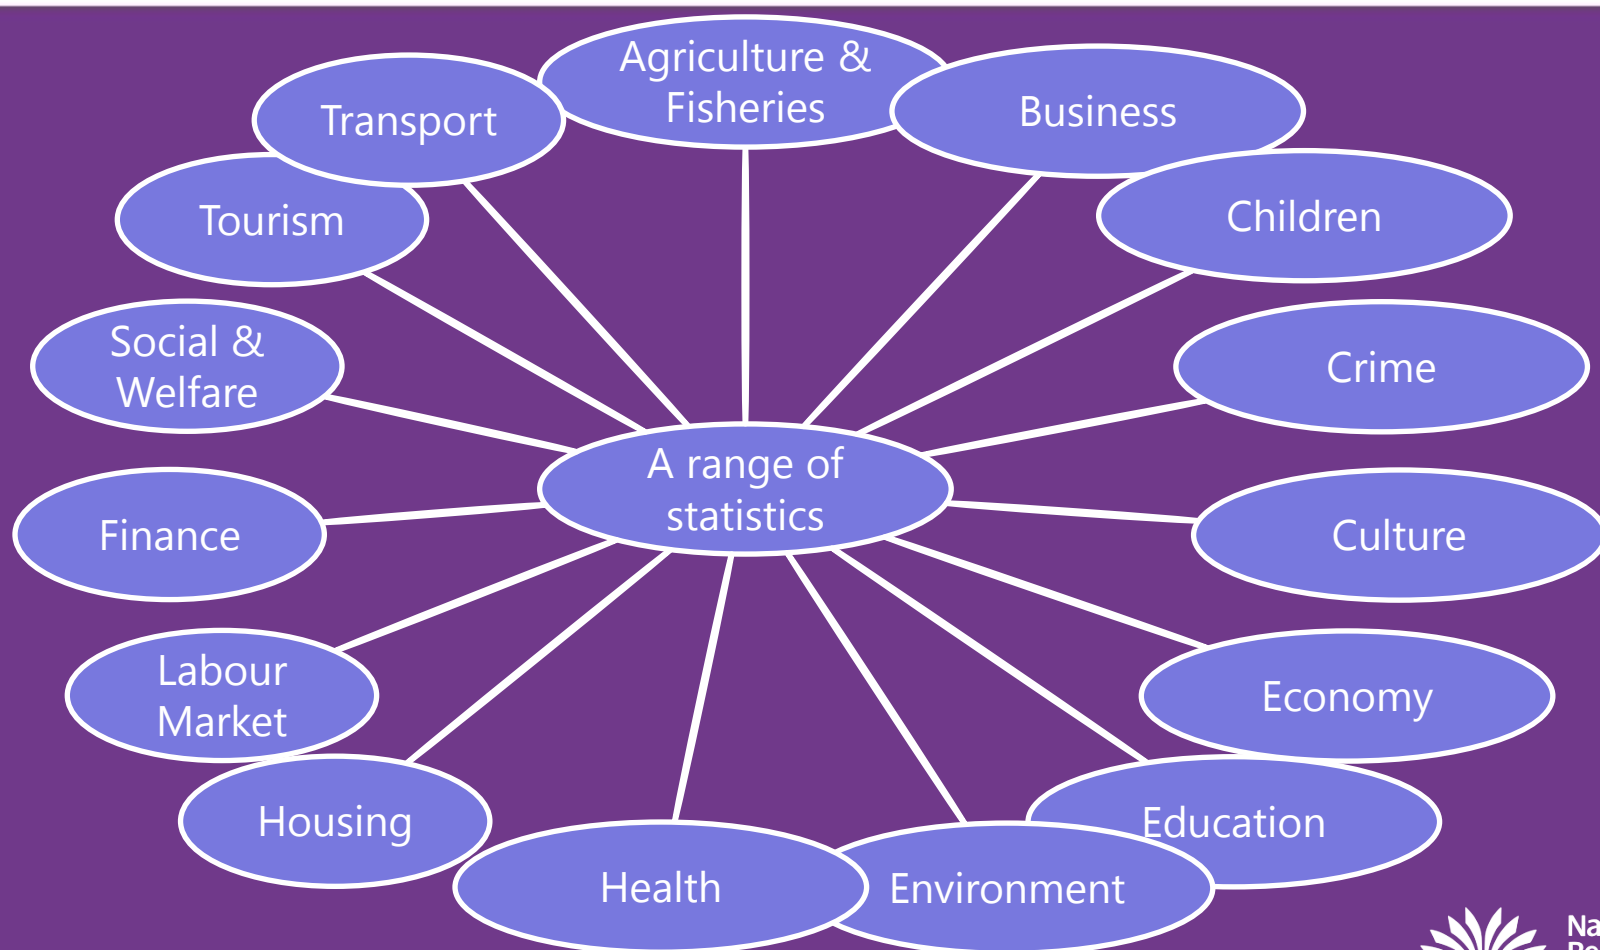 Agriculture &
Fisheries
Business
Children
Crime
Culture
Economy
Education
Environment
Health
Housing
Labour
Market
Finance
Social &
Welfare
Tourism
Transport
A range of
statistics